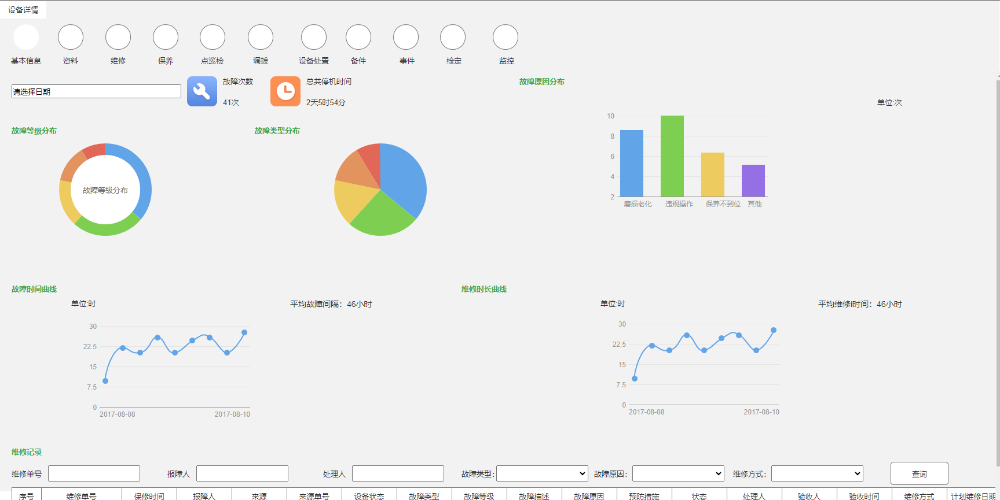 设备详情
基本信息 资料 维修 保养 点巡检 调拨 设备处置 备件 事件 检定 监控
请选择日期
故障次数
41次
总共停机时间
2天5时54分
故障原因分布
单位:次
10
8
6
4
2
磨损老化 违规操作 保养不到位 其他
故障等级分布
故障等级分布
故障类型分布
故障时间曲线
单位:时
平均故障间隔：46小时
30
22.5
15
7.5
0
2017-08-08 2017-08-10
维修时长曲线
单位:时
平均维修i时间：46小时
30
22.5
15
7.5
0
2017-08-08 2017-08-10
维修记录
维修单号 报障人 处理人 故障类型： 故障原因： 维修方式： 查询
序号 维修单号 保修时间 报障人 来源 来源单号 设备状态 故障类型 故障等级 故障描述 故障原因 预防措施 状态 处理人 验收人 验收时间 维修方式 计划维修日期